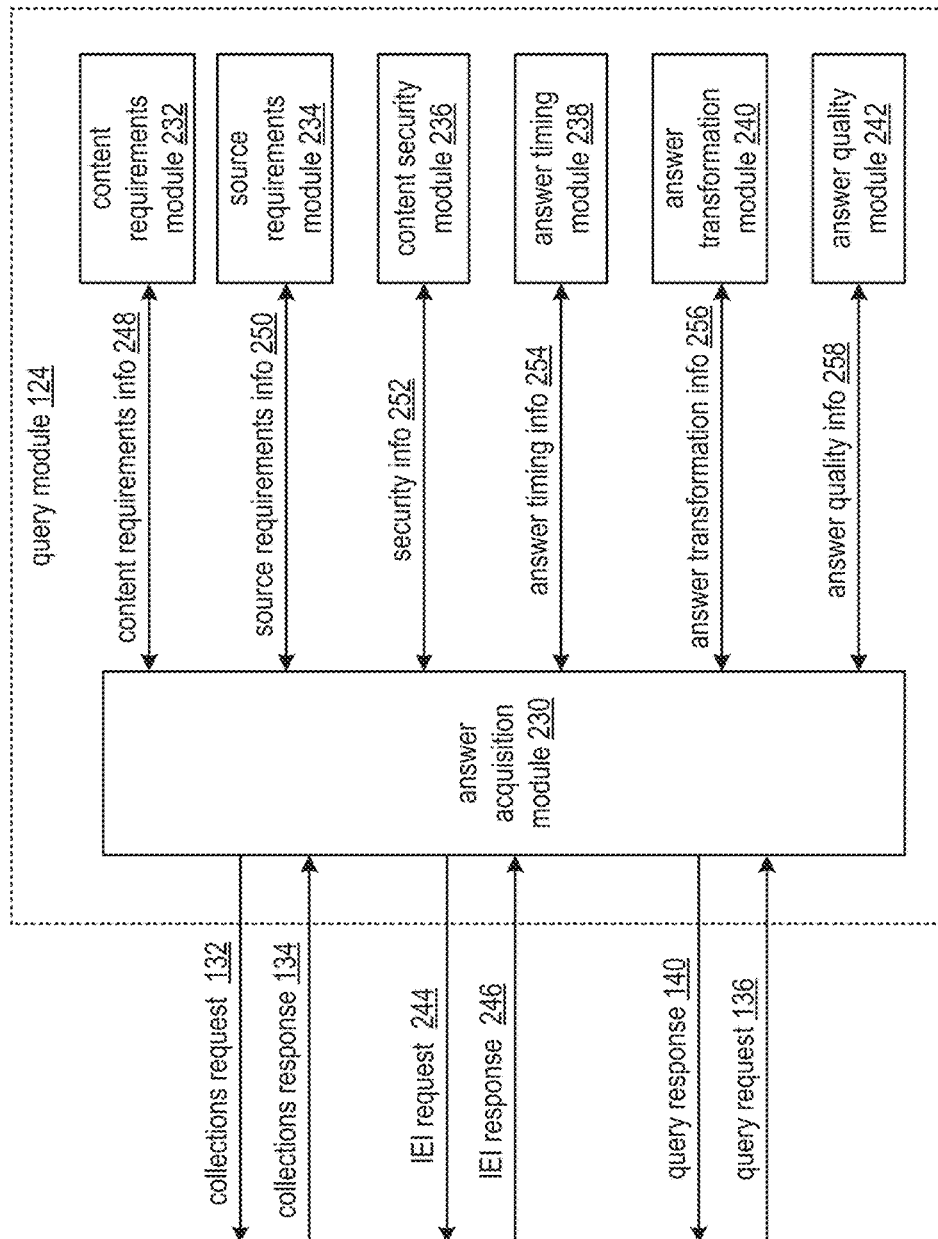 query module 124
content
requirements
module 232
source
requirements
module 234
content security
module 236
answer timing
module 238
answer
transformation
module 240
answer quality
module 242
content requirements info 248
source requirements info 250
security info 252
answer timing info 254
answer transformation info 256
answer quality info 258
answer
acquisition
module 230
collections request 132
collections response 134
IEI request 244
IEI response 246
query response 140
query request 136